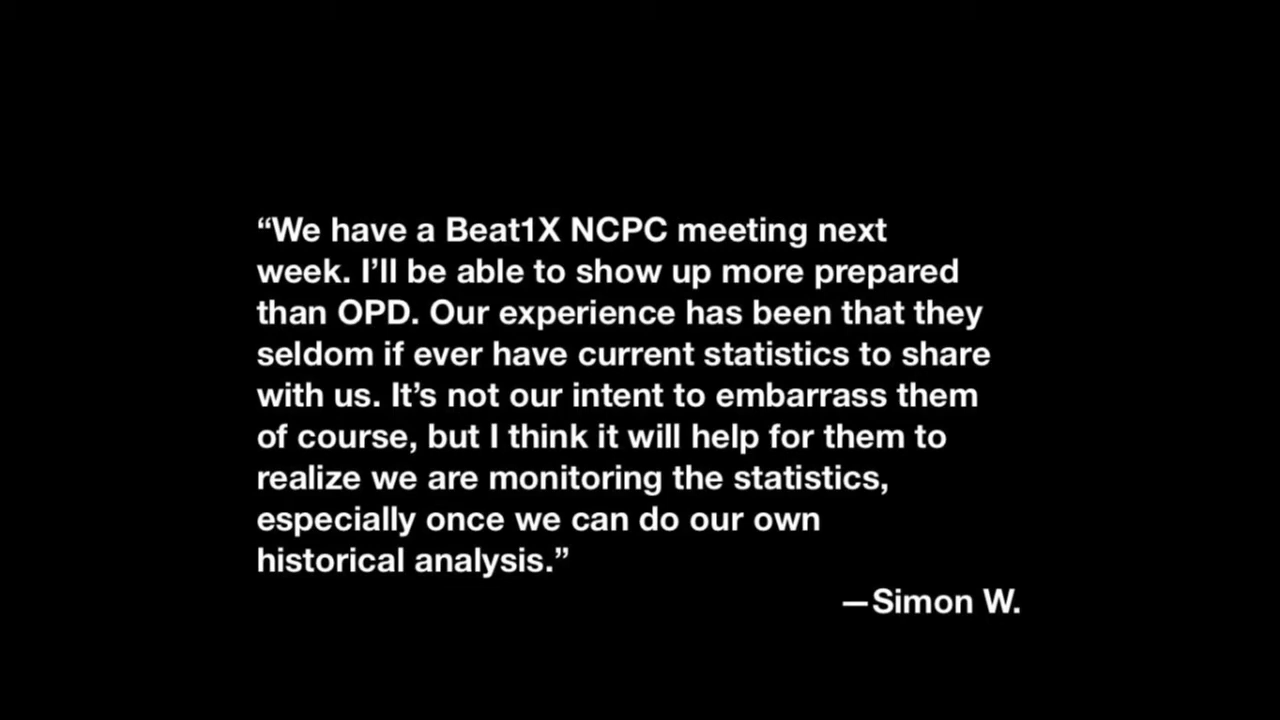 “We have a Beat1X NCPC meeting next
week. I’ll be able to show up more prepared
than OPD. Our experience has been that they
seldom if ever have current statistics to share
with us. It’s not our intent to embarrass them
of course, but I think it will help for them to
realize we are monitoring the statistics,
especially once we can do our own
historical analysis.”
—Simon W.